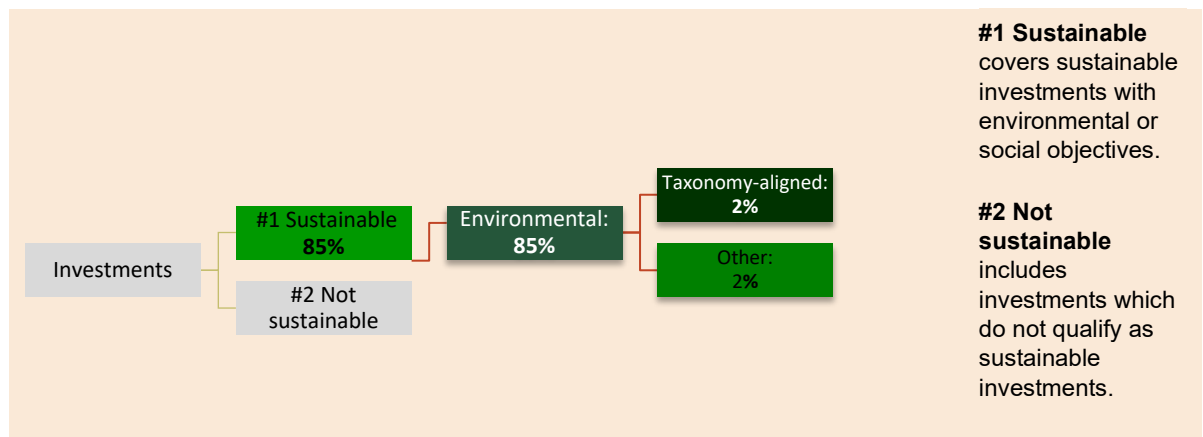 Investments
#1 Sustainable
85%
#2 Not
sustainable
Environmental:
85%
Taxonomy-aligned:
2%
Other:
2%
#1 Sustainable
covers sustainable
investments with
environmental or
social objectives.
#2 Not
sustainable
includes
investments which
do not qualify as
sustainable
investments.